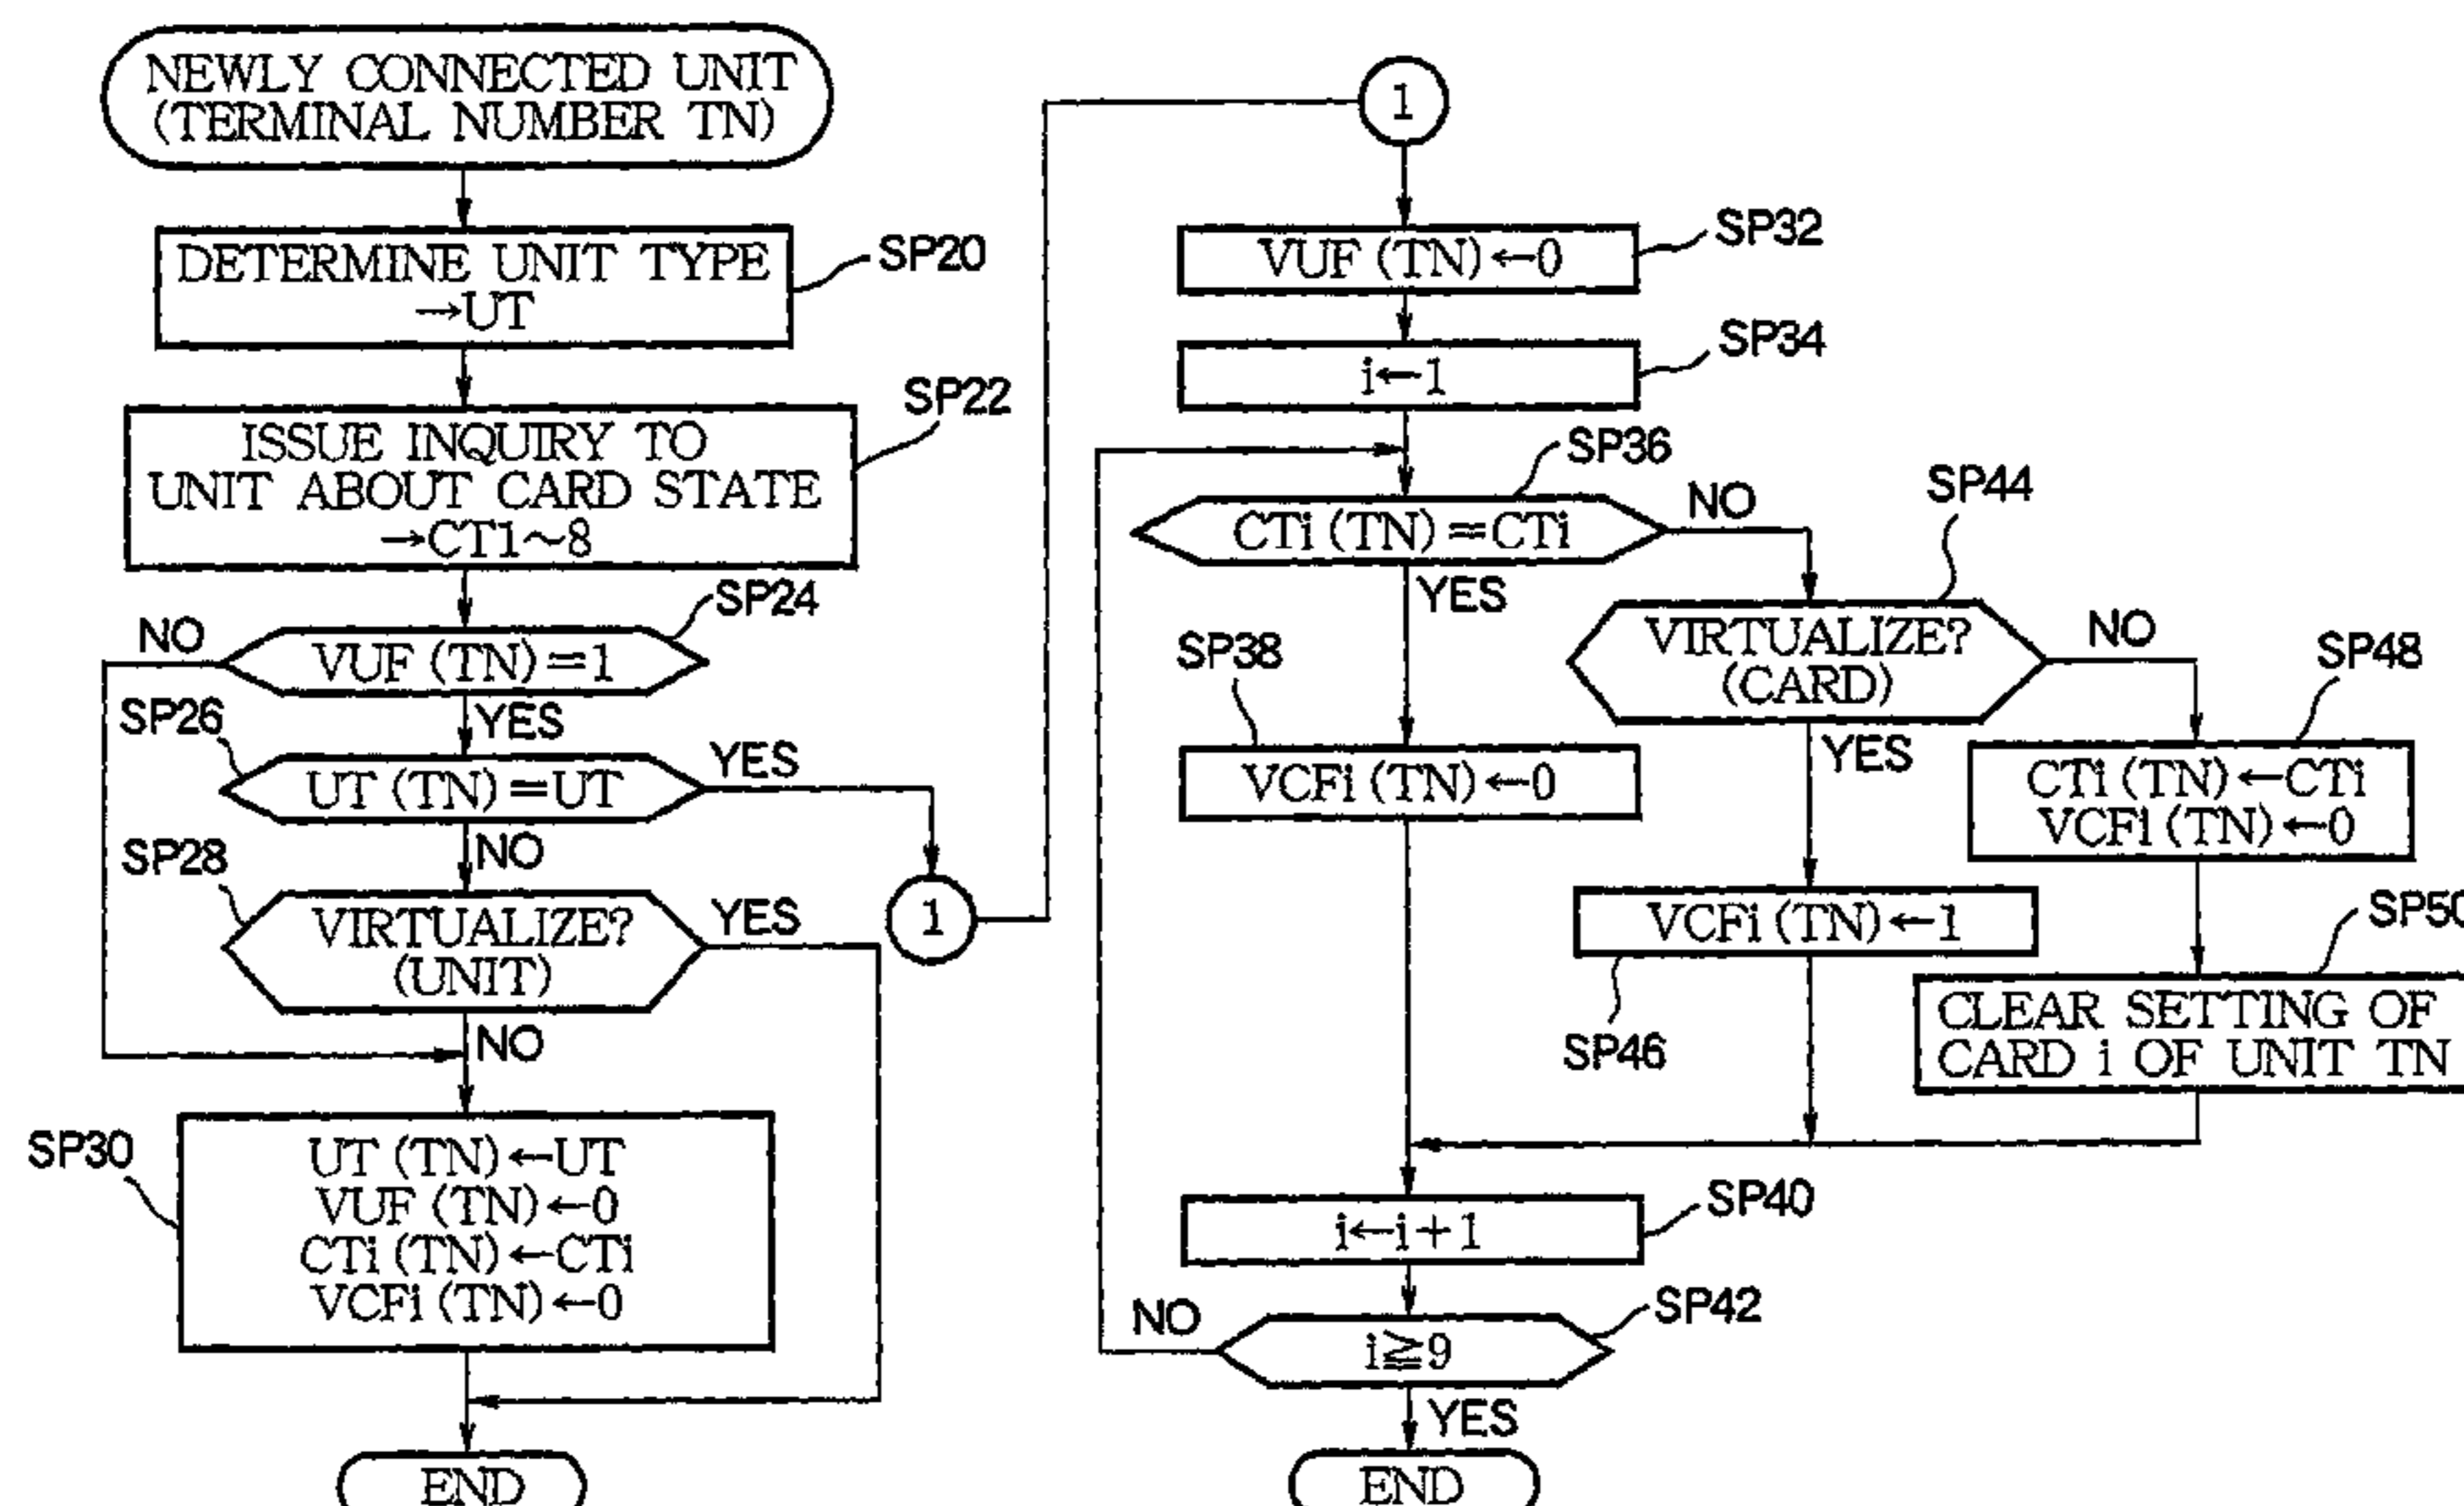 NEWLY CONNECTED UNIT
(TERMINAL NUMBER TN)
DETERMINE UNIT TYPE
→UT
SP20
ISSUE INQUIRY TO
UNIT ABOUT CARD STATE
→CT1~8
SP22
SP24
NO
VUF (TN)=1
YES
SP26
UT (TN)=UT
YES
NO
SP28
VIRTUALIZE?
(UNIT)
YES
NO
1
SP30
UT (TN)←UT
VUF (TN)←0
CTi (TN)←CTi
VCFi (TN)←0
END
1
VUF (TN)←0
SP32
i←1
SP34
SP36
CTi (TN)=CTi
NO
YES
SP44
VIRTUALIZE?
(CARD)
NO
YES
SP38
VCFi (TN)←0
SP48
CTi (TN)←CTi
VCFi (TN)←0
VCFi (TN)←1
SP46
SP50
CLEAR SETTING OF
CARD i OF UNIT TN
i←i+1
SP40
SP42
NO
i≧9
YES
END